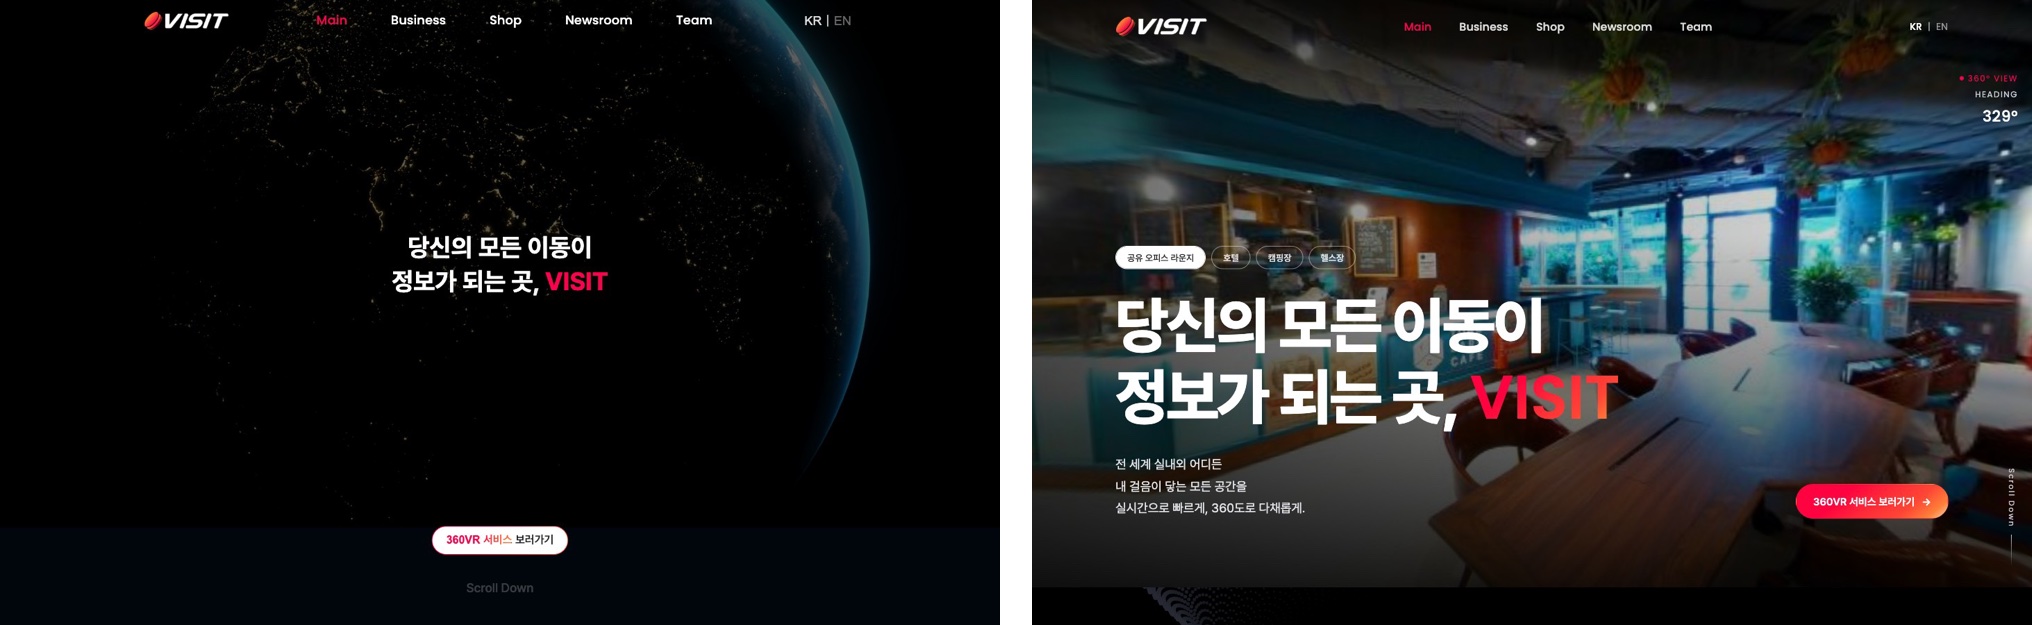 VISIT
Main Business Shop Newsroom Team KR | EN
당신의 모든 이동이
정보가 되는 곳, VISIT
360VR 서비스 보러가기
Scroll Down
VISIT
Main Business Shop Newsroom Team KR | EN
360° VIEW
HEADING
329°
공유 오피스 라운지 호텔 캠핑장 헬스장
당신의 모든 이동이
정보가 되는 곳, VISIT
전 세계 실내외 어디든
내 걸음이 닿는 모든 공간을
실시간으로 빠르게, 360도로 다채롭게.
360VR 서비스 보러가기 →
Scroll Down